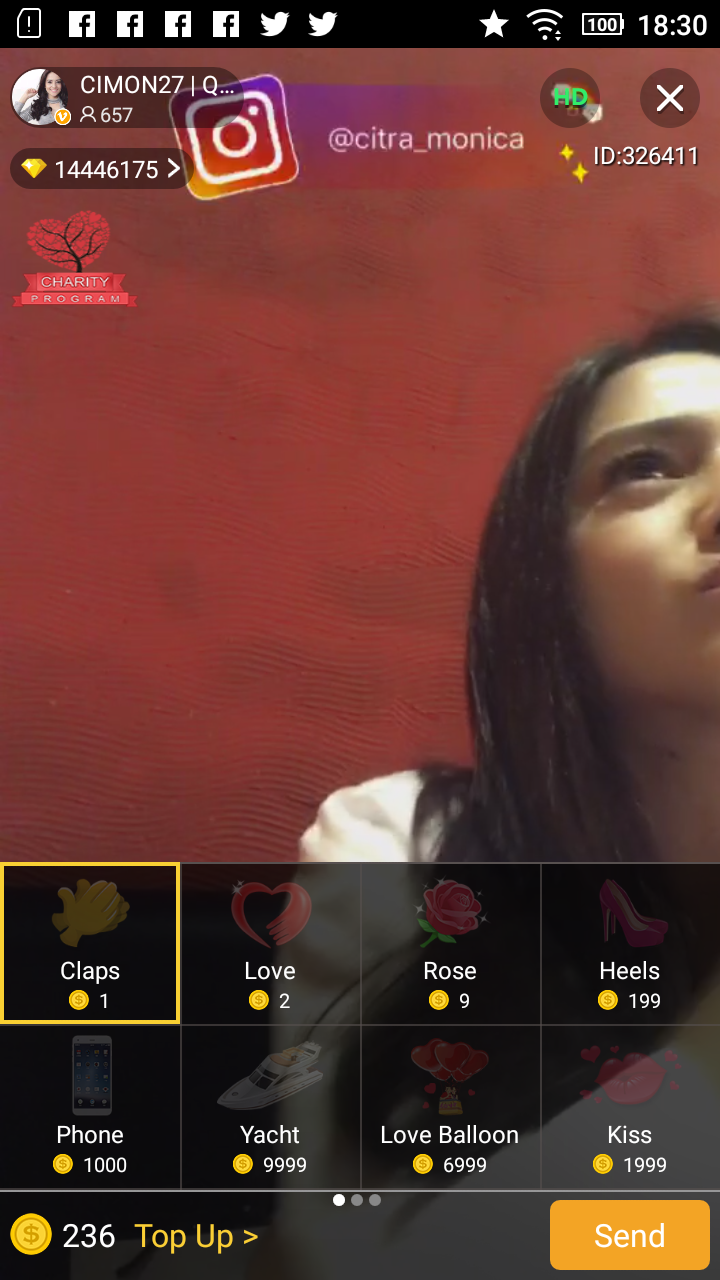 100 18:30
CIMON27 | Q...
657
HD
@citra_monica
14446175 >
ID:326411
CHARITY
PROGRAM
Claps
1
Love
2
Rose
9
Heels
199
Phone
1000
Yacht
9999
Love Balloon
6999
Kiss
1999
236 Top Up > Send